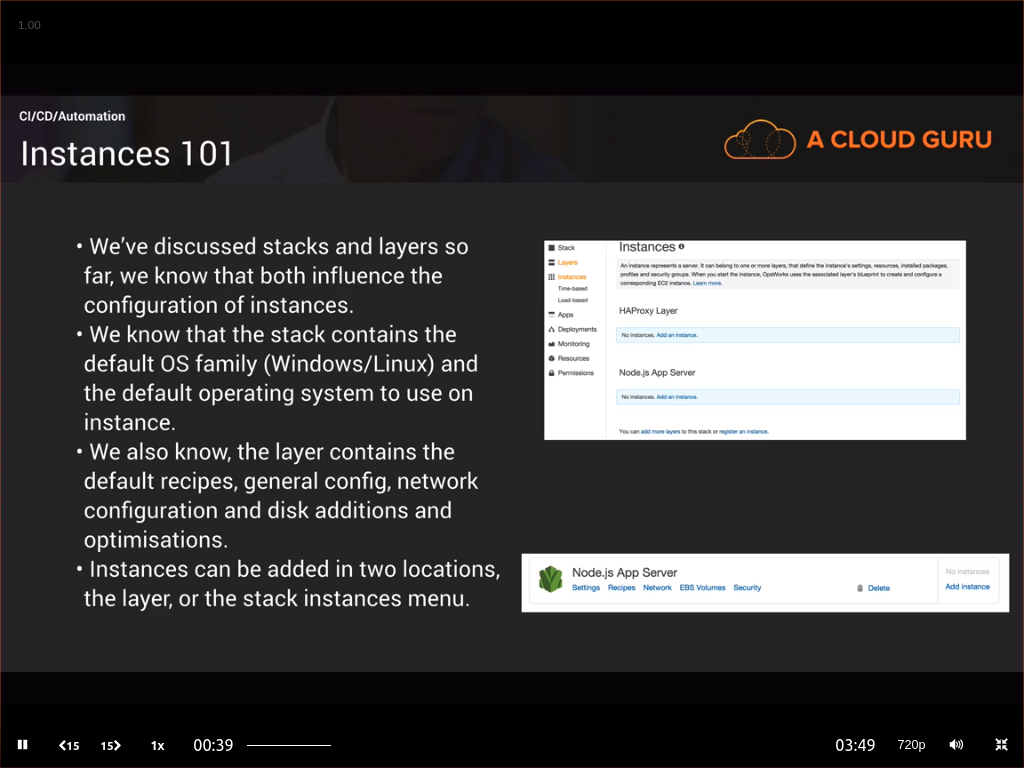 1.00
CI/CD/Automation
Instances 101
A CLOUD GURU
• We’ve discussed stacks and layers so
far, we know that both influence the
configuration of instances.
• We know that the stack contains the
default OS family (Windows/Linux) and
the default operating system to use on
instance.
• We also know, the layer contains the
default recipes, general config, network
configuration and disk additions and
optimisations.
• Instances can be added in two locations,
the layer, or the stack instances menu.
Stack
Layers
Instances
Time-based
Load-based
Apps
Deployments
Monitoring
Resources
Permissions
Instances
An instance represents a server. It can belong to one or more layers, that define the instance's settings, resources, installed packages,
profiles and security groups. When you start the instance, OpsWorks uses the associated layer's blueprint to create and configure a
corresponding EC2 instance. Learn more.
HAProxy Layer
No instances. Add an instance.
Node.js App Server
No instances. Add an instance.
You can add more layers to this stack or register an instance.
Node.js App Server
Settings Recipes Network EBS Volumes Security
Delete
No instances
Add instance
15 15 1x 00:39 03:49 720p